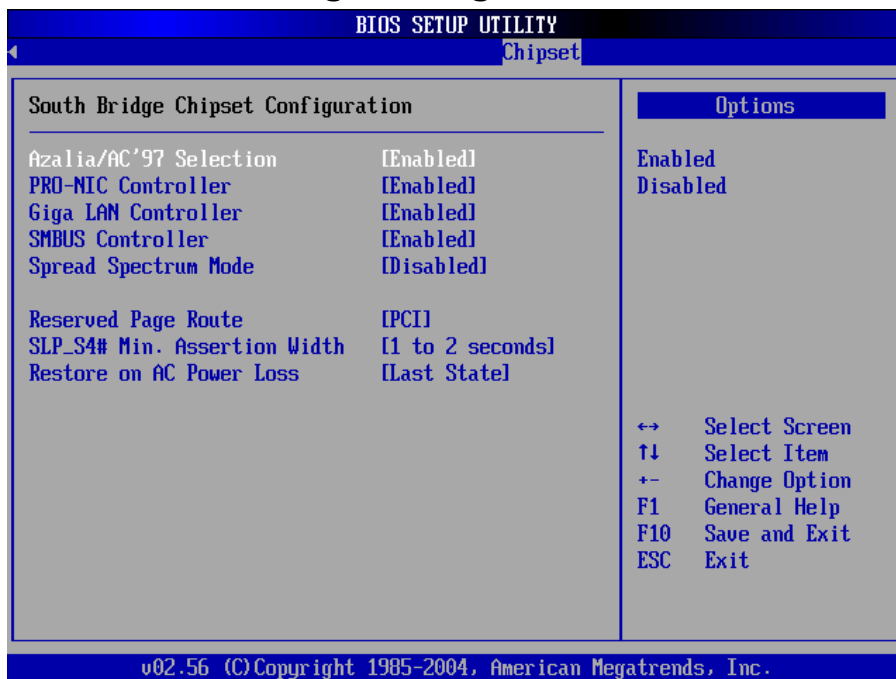 BIOS SETUP UTILITY
Chipset
South Bridge Chipset Configuration
Azalia/AC'97 Selection [Enabled]
PRO-NIC Controller [Enabled]
Giga LAN Controller [Enabled]
SMBUS Controller [Enabled]
Spread Spectrum Mode [Disabled]
Reserved Page Route [PCI]
SLP_S4# Min. Assertion Width [1 to 2 seconds]
Restore on AC Power Loss [Last State]
Options
Enabled
Disabled
↔ Select Screen
↑↓ Select Item
+- Change Option
F1 General Help
F10 Save and Exit
ESC Exit
v02.56 (C)Copyright 1985-2004, American Megatrends, Inc.